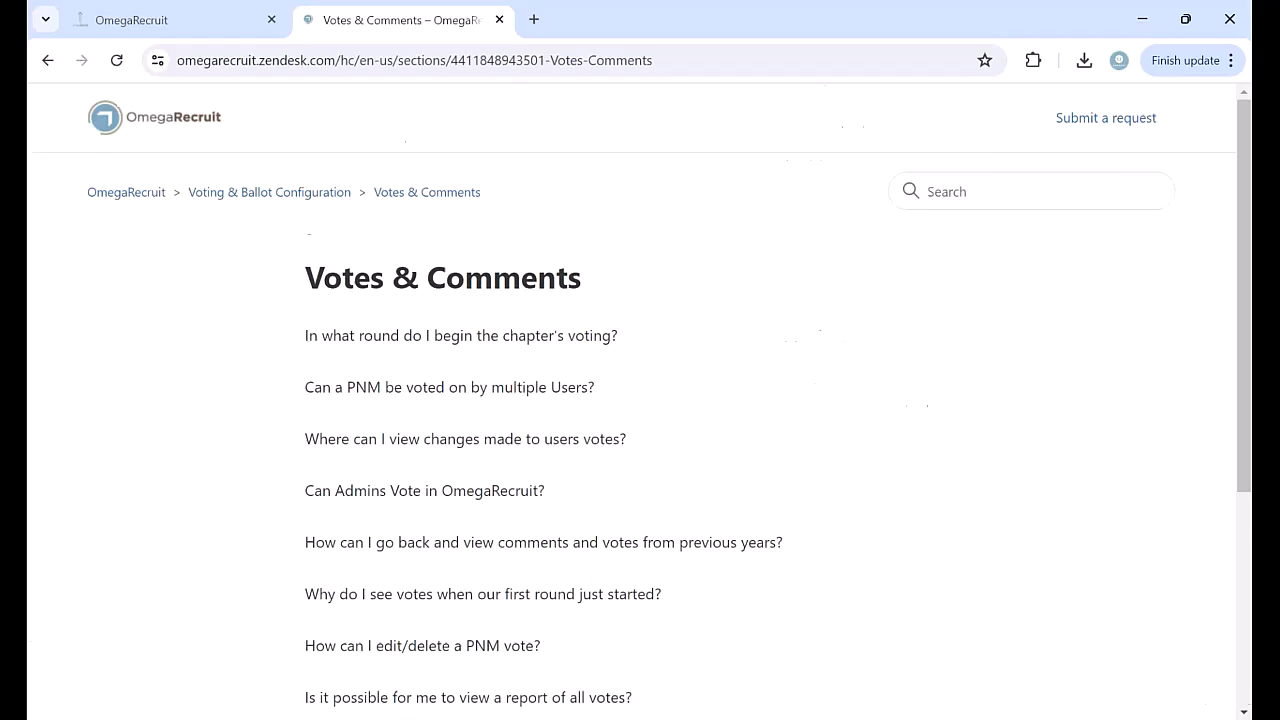 OmegaRecruit
Votes & Comments – OmegaR
omegarecruit.zendesk.com/hc/en-us/sections/4411848943501-Votes-Comments
Finish update
OmegaRecruit
Submit a request
OmegaRecruit > Voting & Ballot Configuration > Votes & Comments
Search
Votes & Comments
In what round do I begin the chapter's voting?
Can a PNM be voted on by multiple Users?
Where can I view changes made to users votes?
Can Admins Vote in OmegaRecruit?
How can I go back and view comments and votes from previous years?
Why do I see votes when our first round just started?
How can I edit/delete a PNM vote?
Is it possible for me to view a report of all votes?